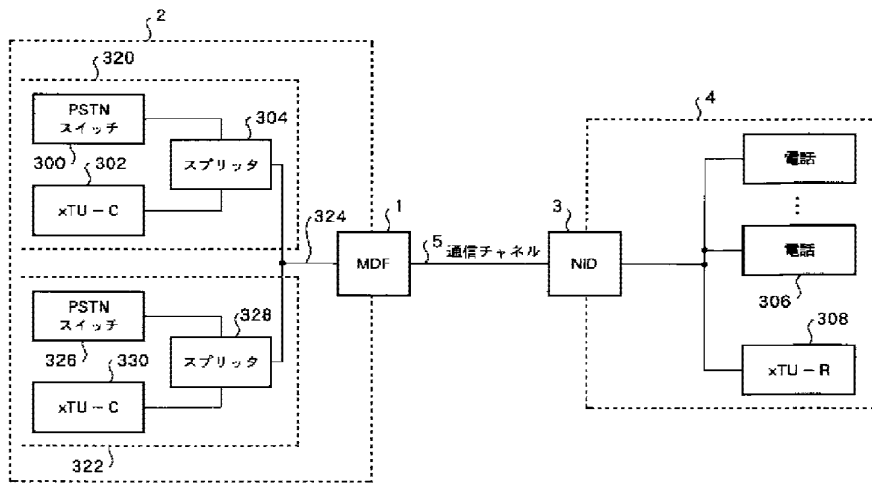 2
320
PSTN
スイッチ
300
302
xTU-C
304
スプリッタ
324
1
MDF
5 通信チャネル
3
NiD
4
電話
⋮
電話
306
308
xTU-R
PSTN
スイッチ
326
330
xTU-C
328
スプリッタ
322